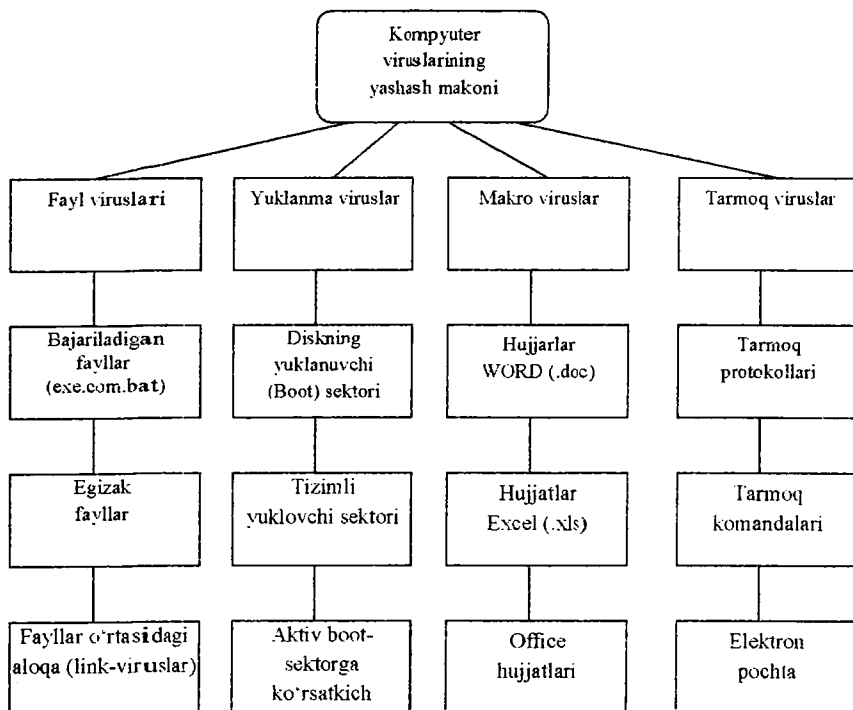 Kompyuter
viruslarining
yashash makoni
Fayl viruslari
Yuklanma viruslar
Makro viruslar
Tarmoq viruslar
Bajariladigan
fayllar
(exe.com.bat)
Diskning
yuklanuvchi
(Boot) sektori
Hujjarlar
WORD (.doc)
Tarmoq
protokollari
Egizak
fayllar
Tizimli
yuklovchi sektori
Hujjatlar
Excel (.xls)
Tarmoq
komandalari
Fayllar o‘rtasidagi
aloqa (link-viruslar)
Aktiv boot-
sektorga
ko‘rsatkich
Office
hujjatlari
Elektron
pochta